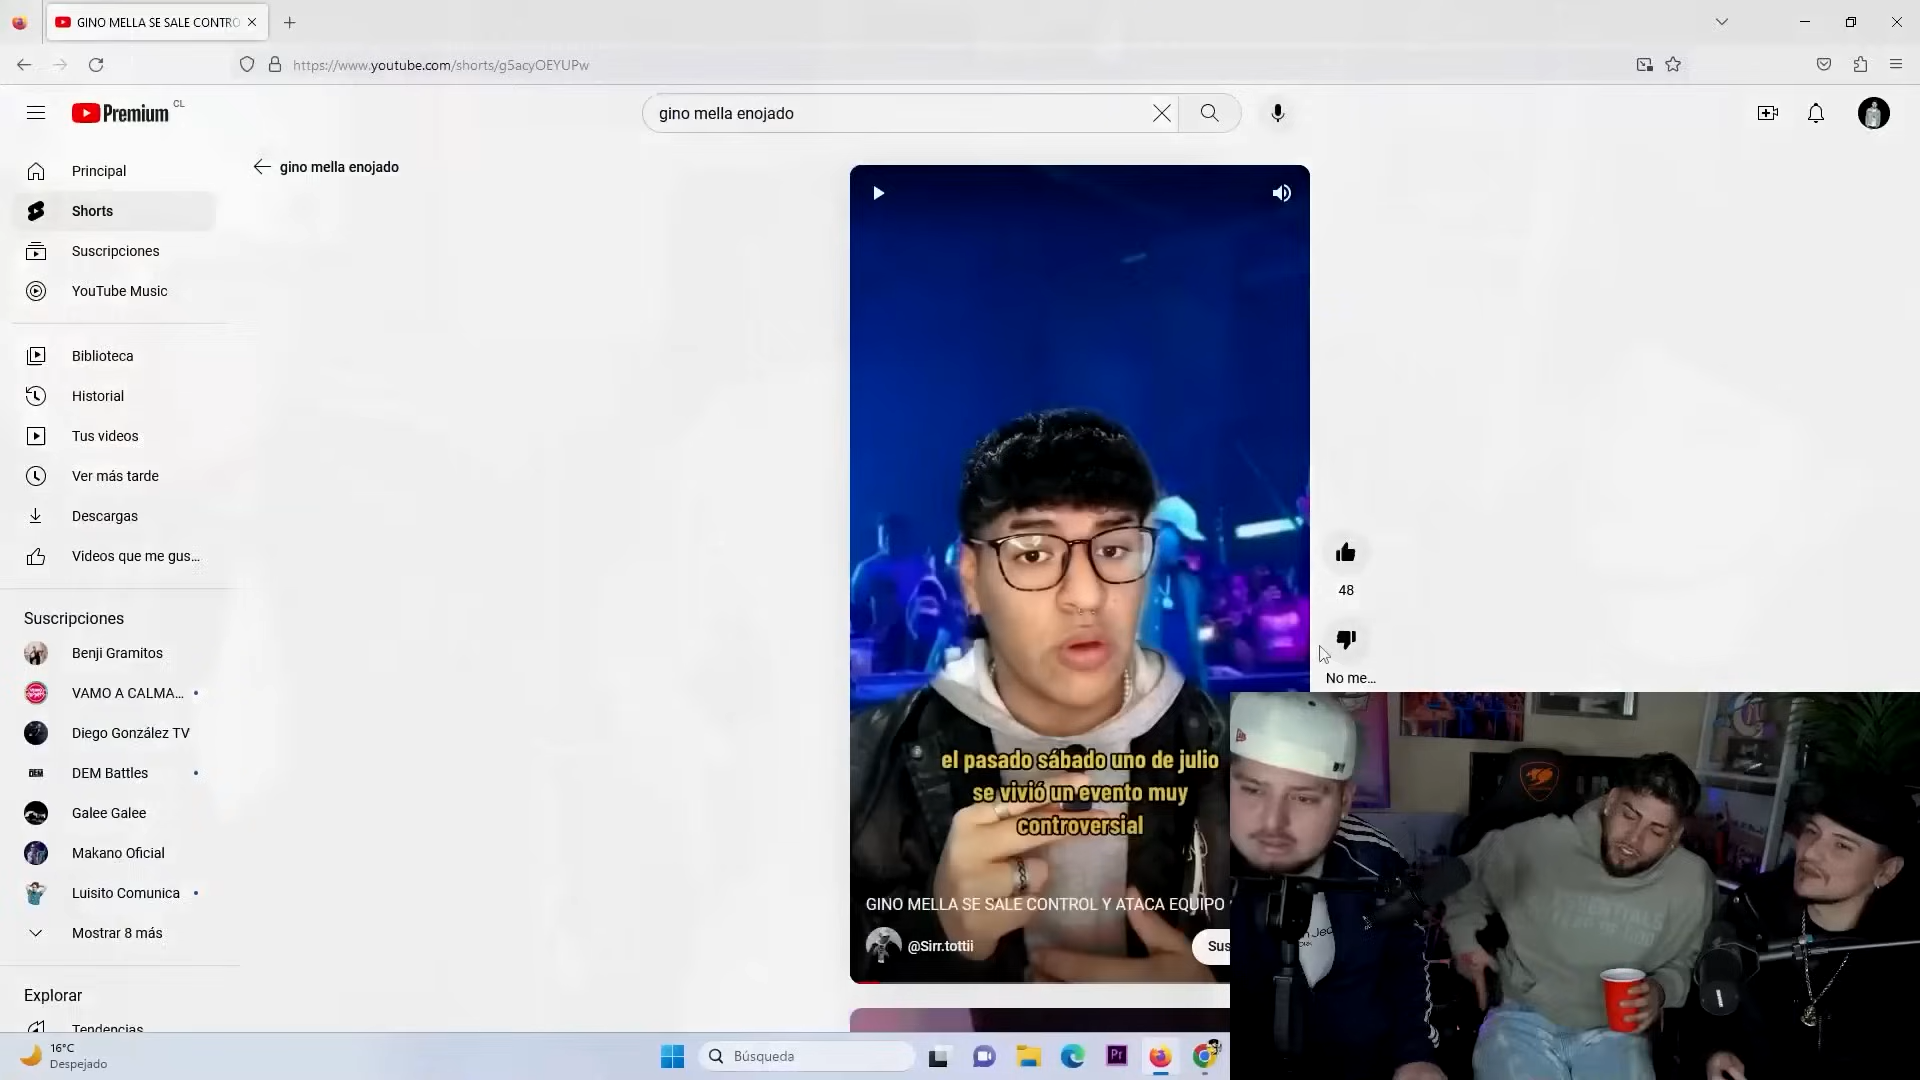 GINO MELLA SE SALE CONTRO
https://www.youtube.com/shorts/g5acyOEYUPw
Premium CL
gino mella enojado
gino mella enojado
Principal
Shorts
Suscripciones
YouTube Music
Biblioteca
Historial
Tus videos
Ver más tarde
Descargas
Videos que me gus...
Suscripciones
Benji Gramitos
VAMO A CALMA...
Diego González TV
DEM Battles
Galee Galee
Makano Oficial
Luisito Comunica
Mostrar 8 más
Explorar
Tendencias
48
No me...
el pasado sábado uno de julio
se vivió un evento muy
controversial
GINO MELLA SE SALE CONTROL Y ATACA EQUIPO
@Sirr.tottii
Sus
16°C
Despejado
Búsqueda
Pr